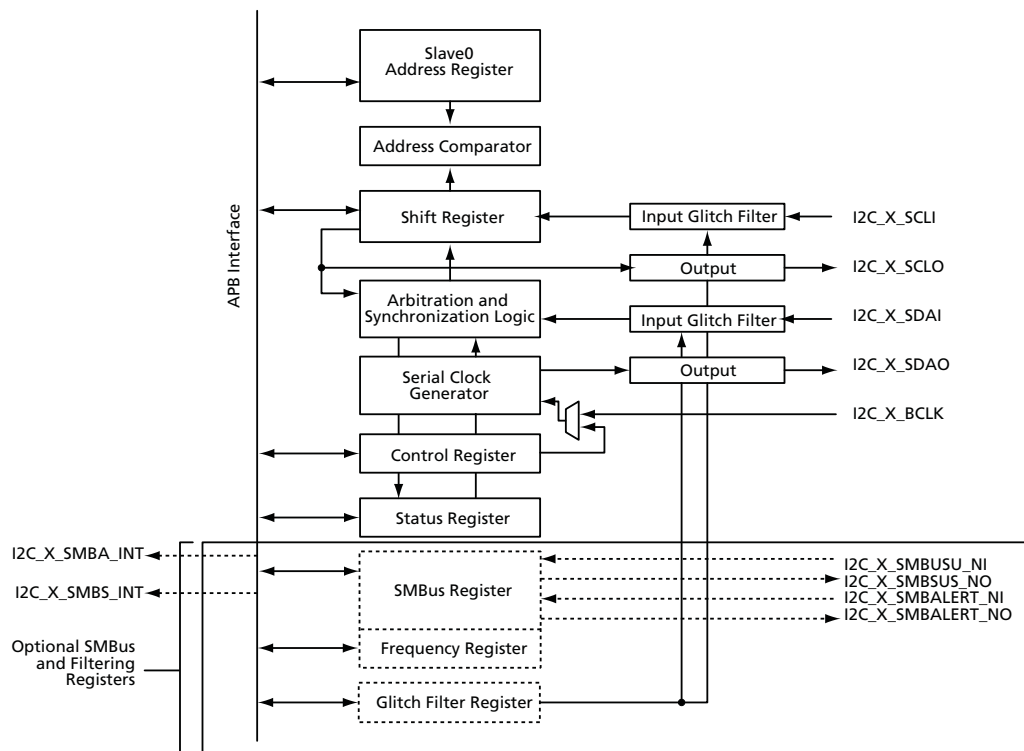 Slave0
Address Register
Address Comparator
Shift Register
Input Glitch Filter
I2C_X_SCLI
APB Interface
Output
I2C_X_SCLO
Arbitration and
Synchronization Logic
Input Glitch Filter
I2C_X_SDAI
Serial Clock
Generator
Output
I2C_X_SDAO
I2C_X_BCLK
Control Register
Status Register
I2C_X_SMBA_INT
I2C_X_SMBS_INT
SMBus Register
I2C_X_SMBUSU_NI
I2C_X_SMBSUS_NO
I2C_X_SMBALERT_NI
I2C_X_SMBALERT_NO
Optional SMBus
and Filtering
Registers
Frequency Register
Glitch Filter Register